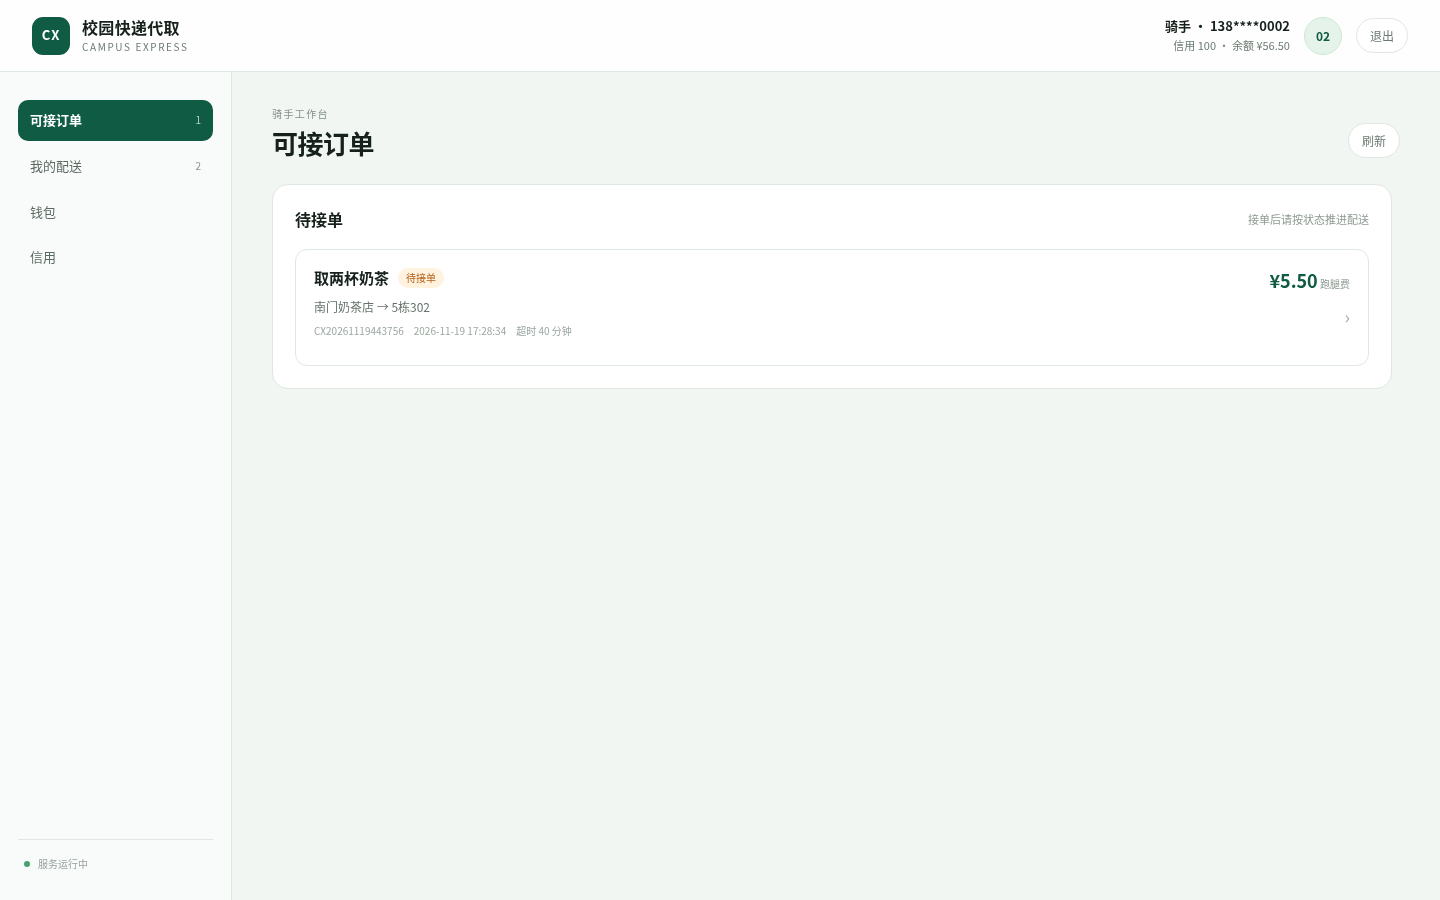 CX
校园快递代取
CAMPUS EXPRESS
骑手 · 138****0002
信用 100 · 余额 ¥56.50
02
退出
可接订单 1
我的配送 2
钱包
信用
服务运行中
骑手工作台
可接订单
刷新
待接单
接单后请按状态推进配送
取两杯奶茶 待接单
¥5.50 跑腿费
南门奶茶店 → 5栋302
CX20261119443756 2026-11-19 17:28:34 超时 40 分钟
›